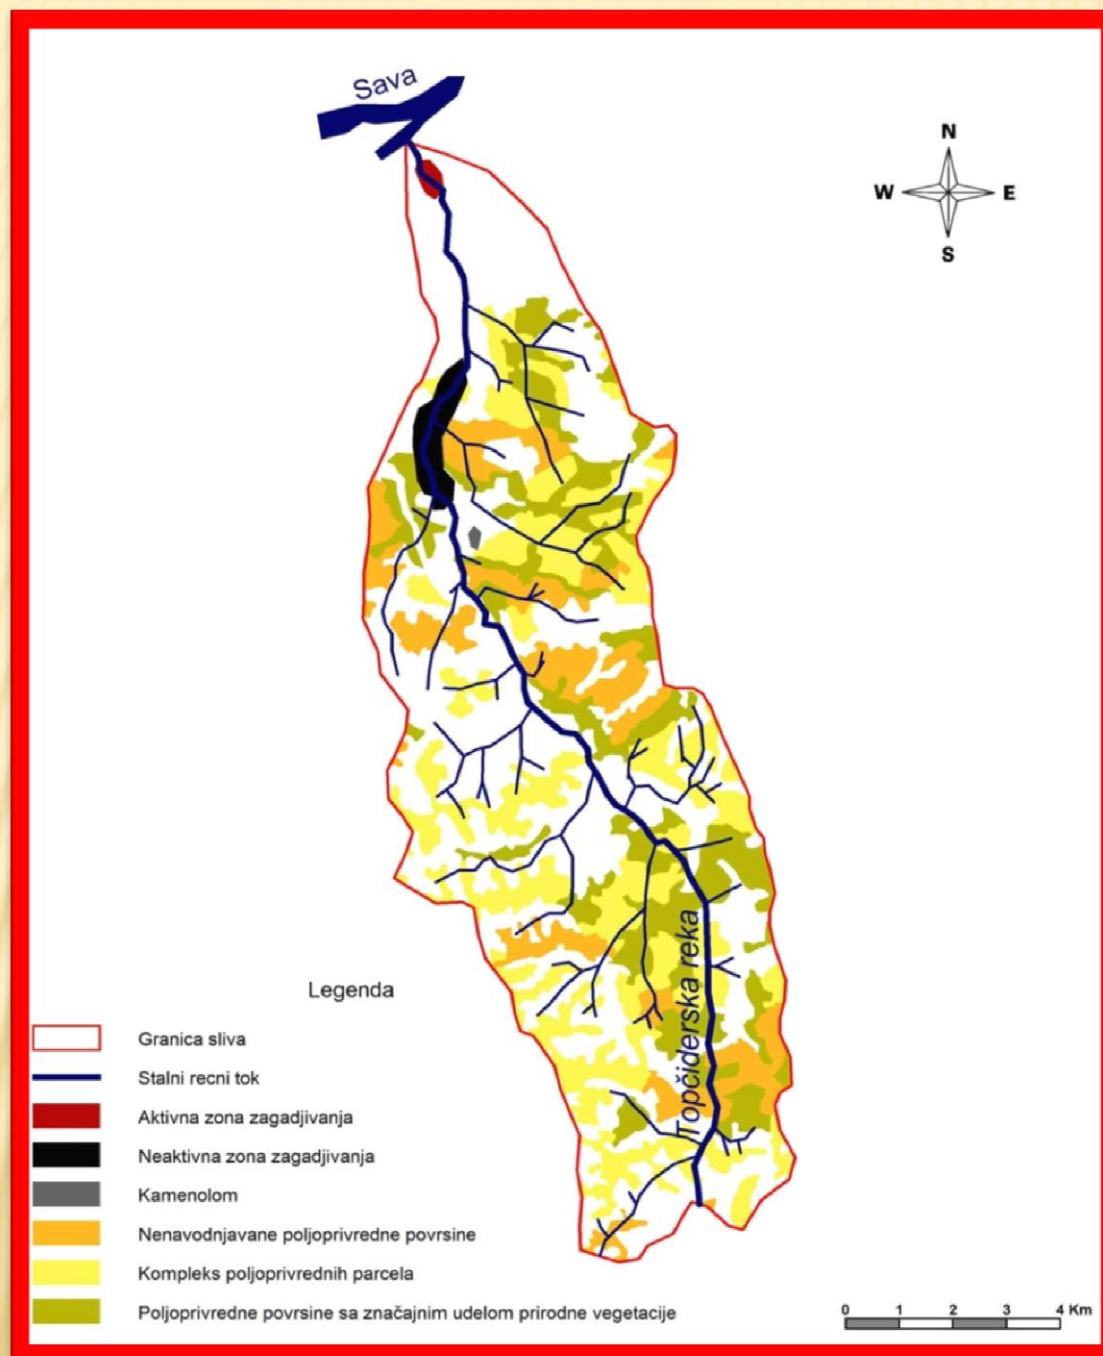 Sava
N
W E
S
Topčiderska reka
Legenda
Granica sliva
Stalni recni tok
Aktivna zona zagadjivanja
Neaktivna zona zagadjivanja
Kamenolom
Nenavodnjavane poljoprivredne povrsine
Kompleks poljoprivrednih parcela
Poljoprivredne povrsine sa značajnim udelom prirodne vegetacije
0 1 2 3 4 Km